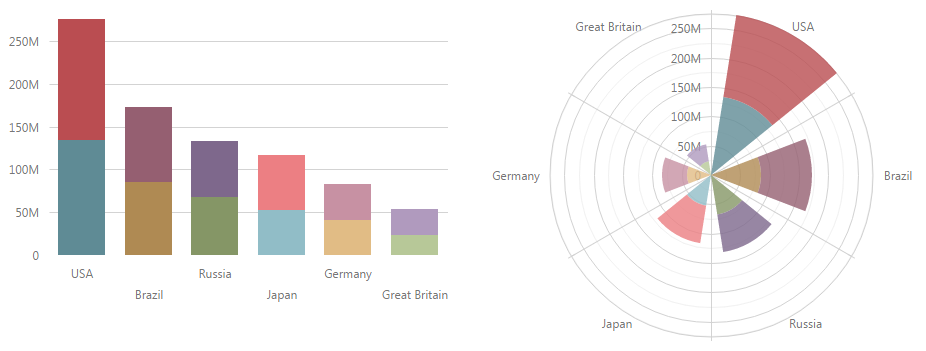 250M
200M
150M
100M
50M
0
USA
Brazil
Russia
Japan
Germany
Great Britain
Great Britain
USA
250M
200M
150M
100M
50M
0
Germany
Brazil
Japan
Russia